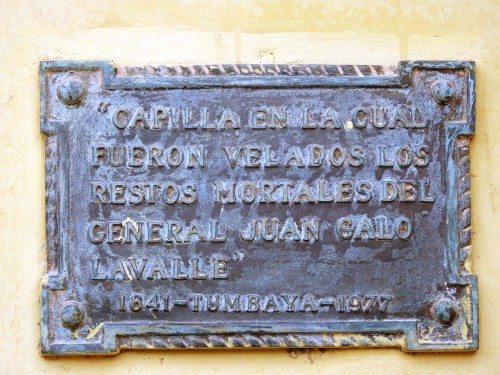 "CAPILLA EN LA CUAL
FUERON VELADOS LOS
RESTOS MORTALES DEL
GENERAL JUAN GALO
LAVALLE"
1841-TUMBAYA-1977